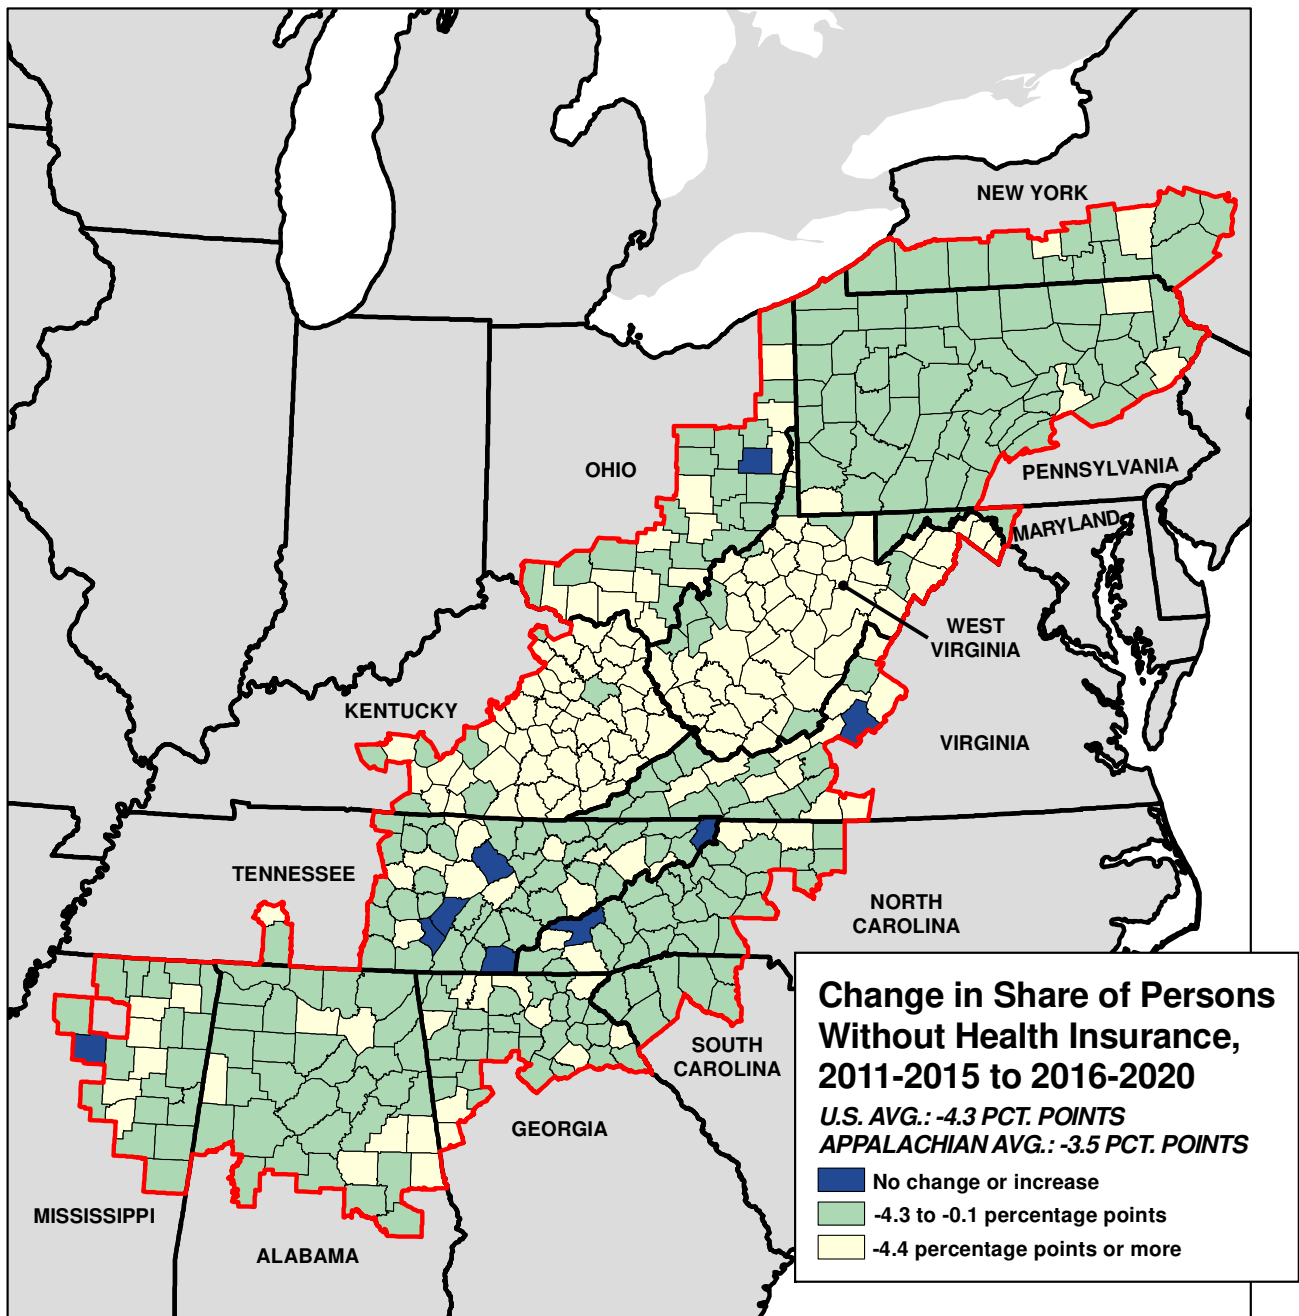 NEW YORK
OHIO
PENNSYLVANIA
MARYLAND
WEST
VIRGINIA
KENTUCKY
VIRGINIA
TENNESSEE
NORTH
CAROLINA
SOUTH
CAROLINA
GEORGIA
MISSISSIPPI
ALABAMA
Change in Share of Persons
Without Health Insurance,
2011-2015 to 2016-2020
U.S. AVG.: -4.3 PCT. POINTS
APPALACHIAN AVG.: -3.5 PCT. POINTS
No change or increase
-4.3 to -0.1 percentage points
-4.4 percentage points or more